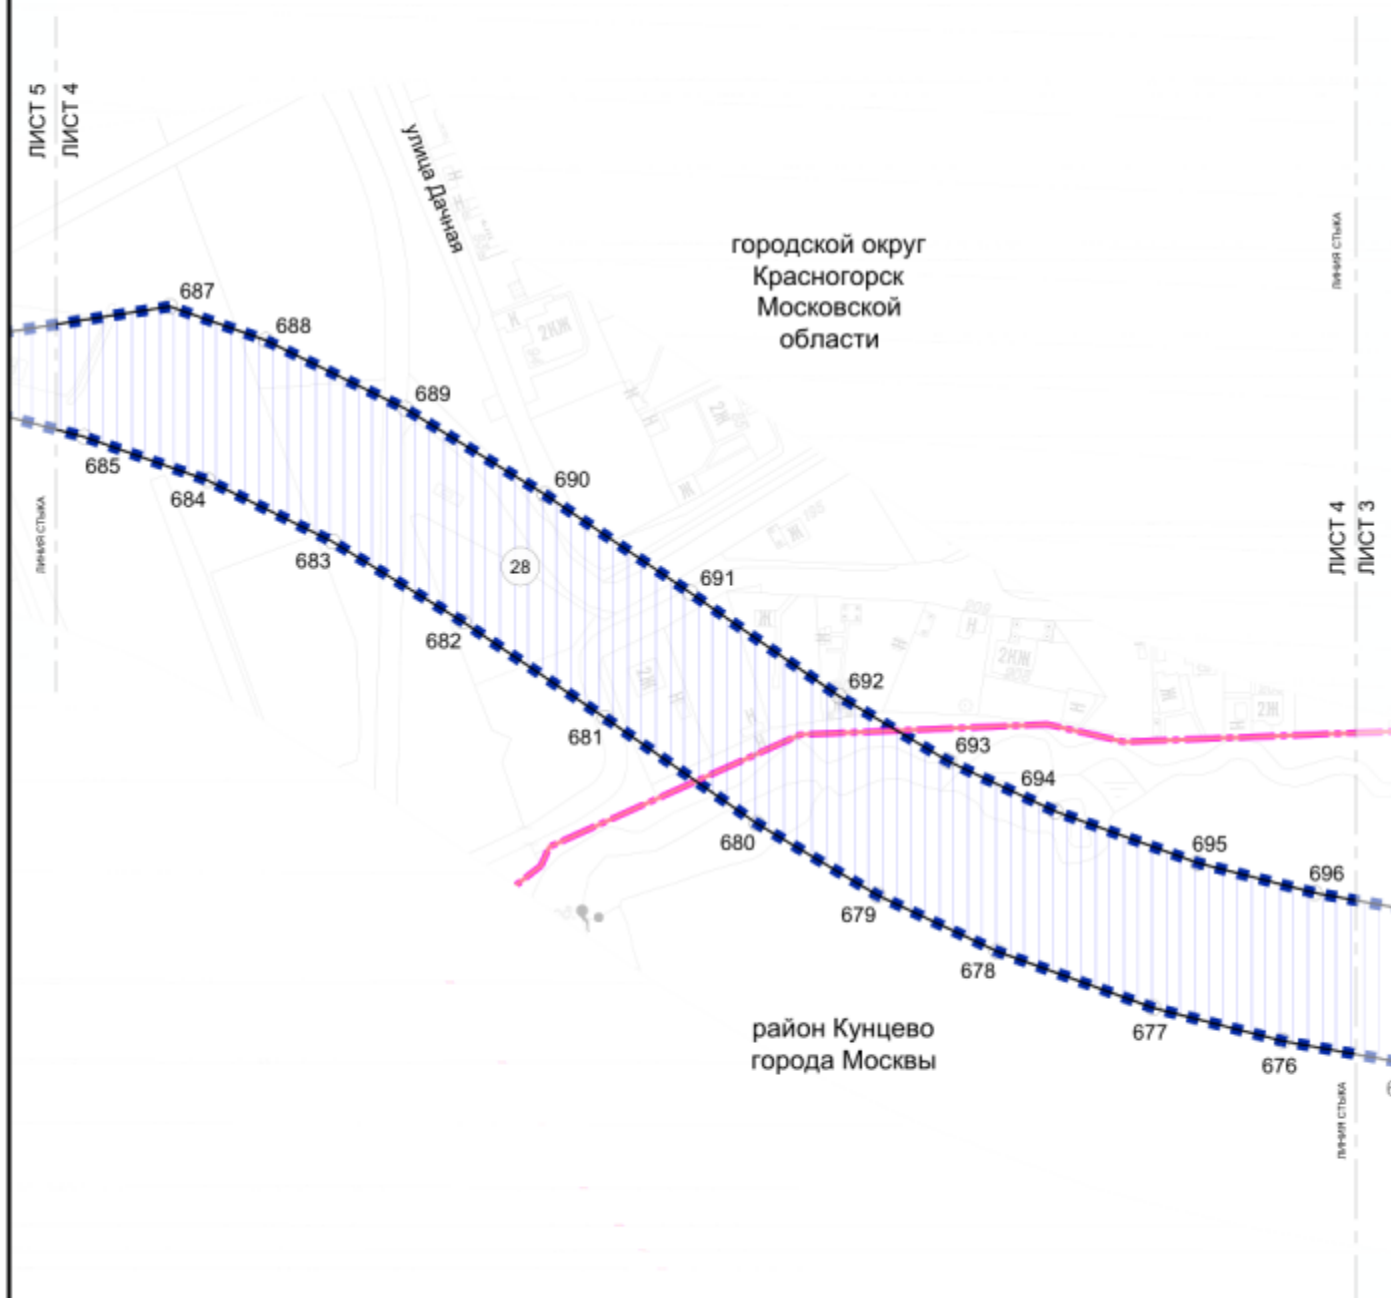 ЛИСТ 5
ЛИСТ 4
улица Дачная
городской округ
Красногорск
Московской
области
ЛИНИЯ СТЫКА
687
688
689
690
691
692
693
694
695
696
685
684
683
682
681
680
679
678
677
676
28
ЛИНИЯ СТЫКА
ЛИСТ 4
ЛИСТ 3
район Кунцево
города Москвы
ЛИНИЯ СТЫКА
Н
К
2КЖ
Н
Н
2Ж
Ж
Ж
195
Ж
Н
Н
Н
2КЖ
Н
Ж
Н
2Ж
2Ж
Н
Н